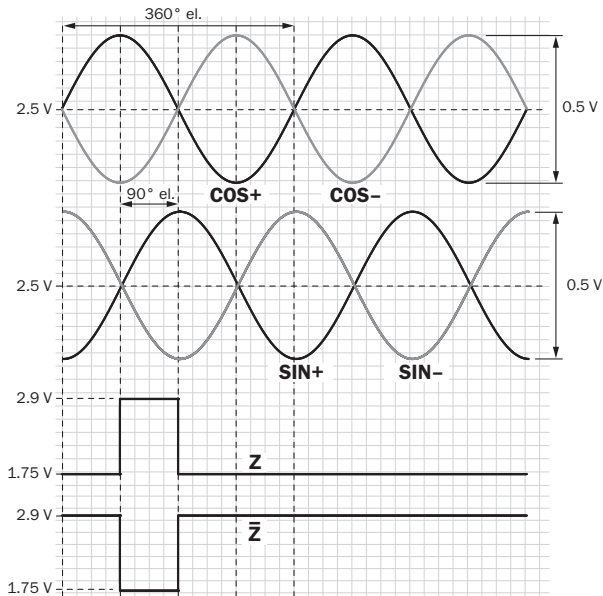 360° el.
2.5 V
0.5 V
COS+ COS–
90° el.
2.5 V
0.5 V
SIN+ SIN–
2.9 V
Z
1.75 V
2.9 V
Z̅
1.75 V